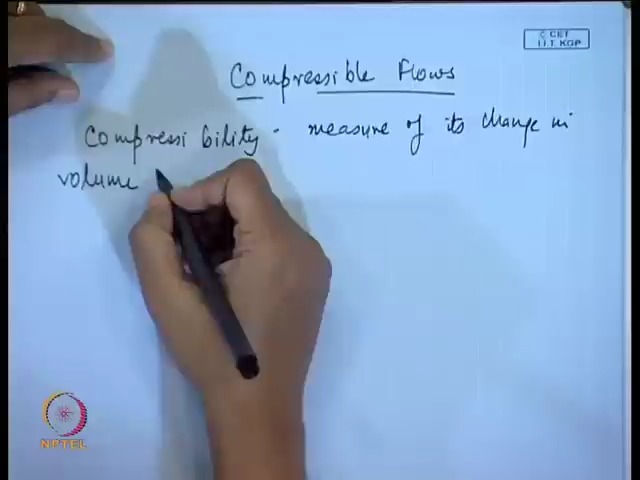 © CET
I.I.T. KGP
Compressible Flows
Compressibility - measure of its change in
volume
NPTEL